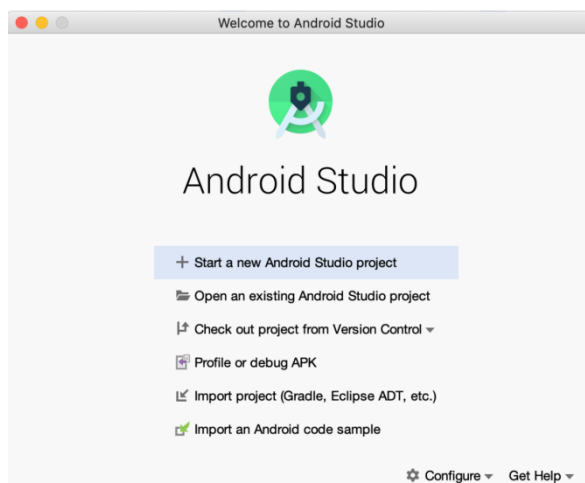 Welcome to Android Studio
Android Studio
Start a new Android Studio project
Open an existing Android Studio project
Check out project from Version Control
Profile or debug APK
Import project (Gradle, Eclipse ADT, etc.)
Import an Android code sample
Configure Get Help